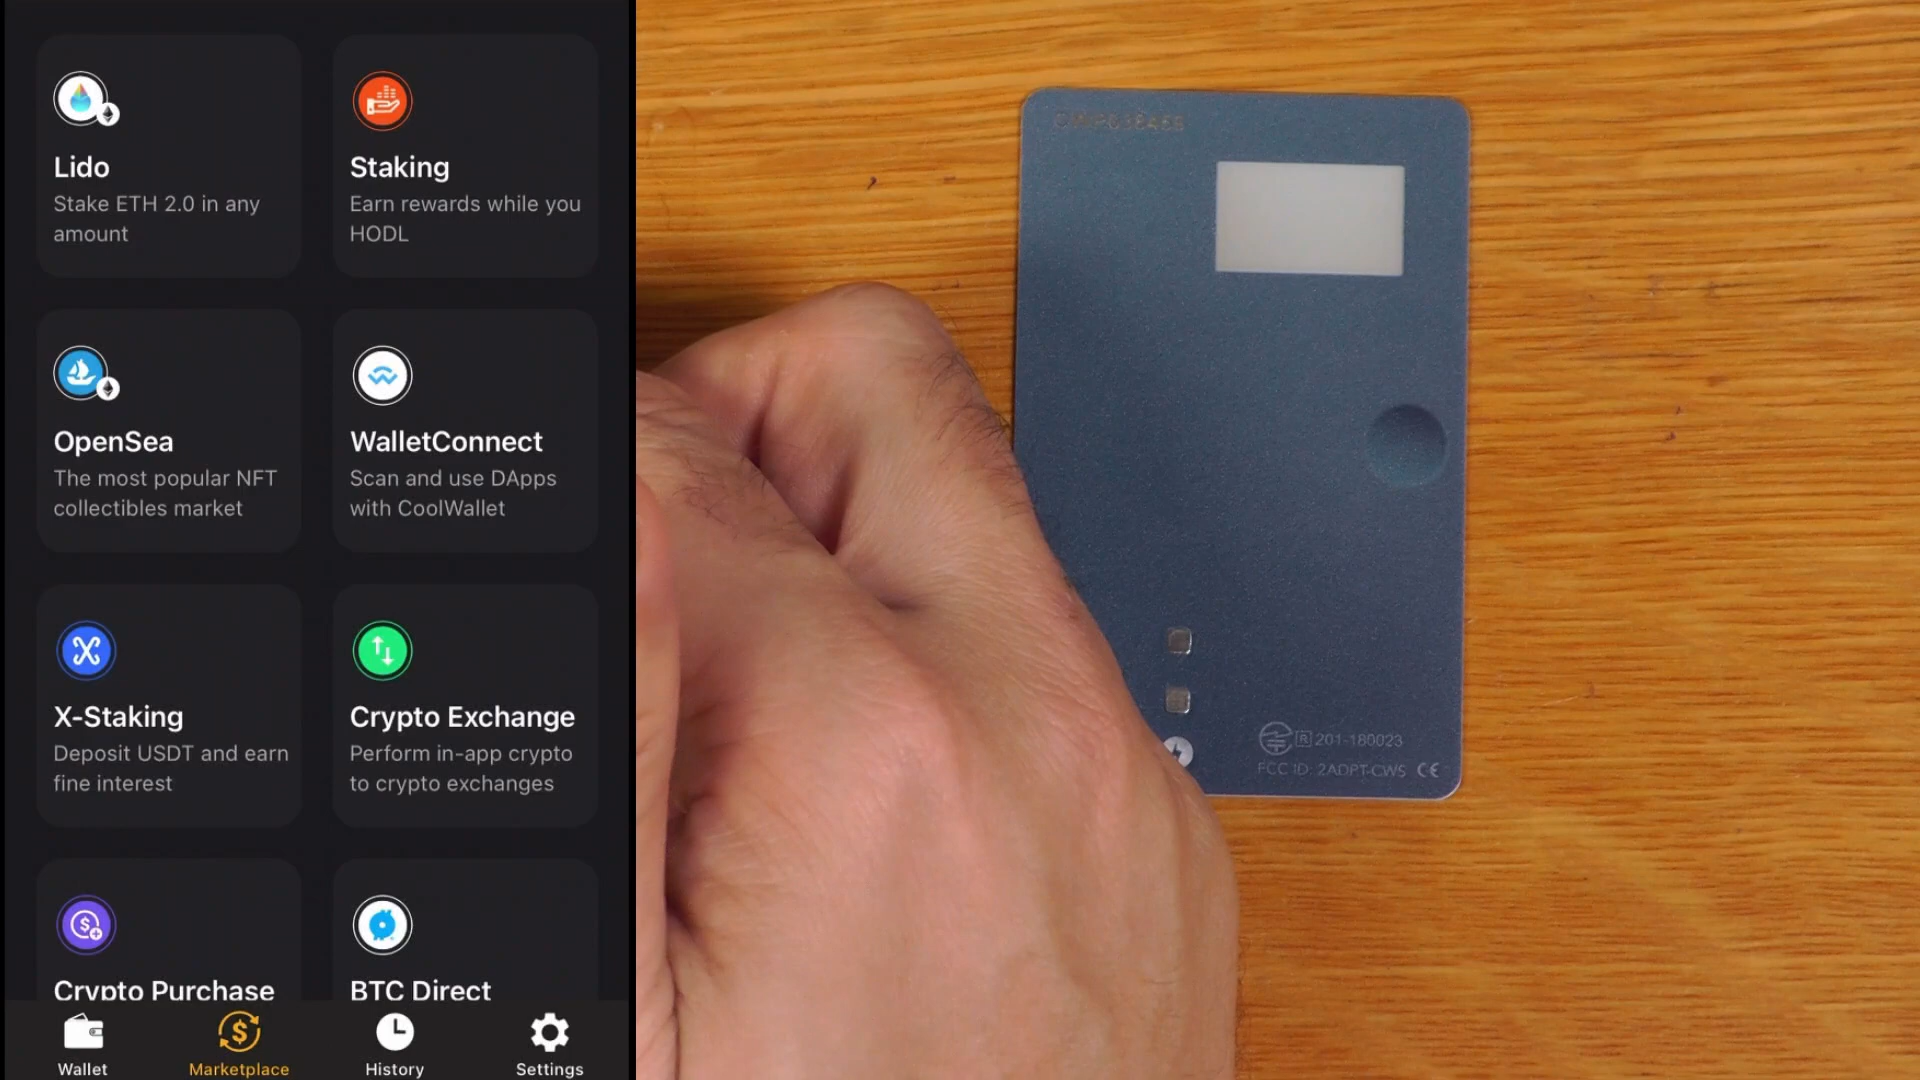 Lido
Stake ETH 2.0 in any
amount
Staking
Earn rewards while you
HODL
OpenSea
The most popular NFT
collectibles market
WalletConnect
Scan and use DApps
with CoolWallet
X-Staking
Deposit USDT and earn
fine interest
Crypto Exchange
Perform in-app crypto
to crypto exchanges
Crypto Purchase
BTC Direct
Wallet
Marketplace
History
Settings
R 201-180023
FCC ID: 2ADPT-CWS CE